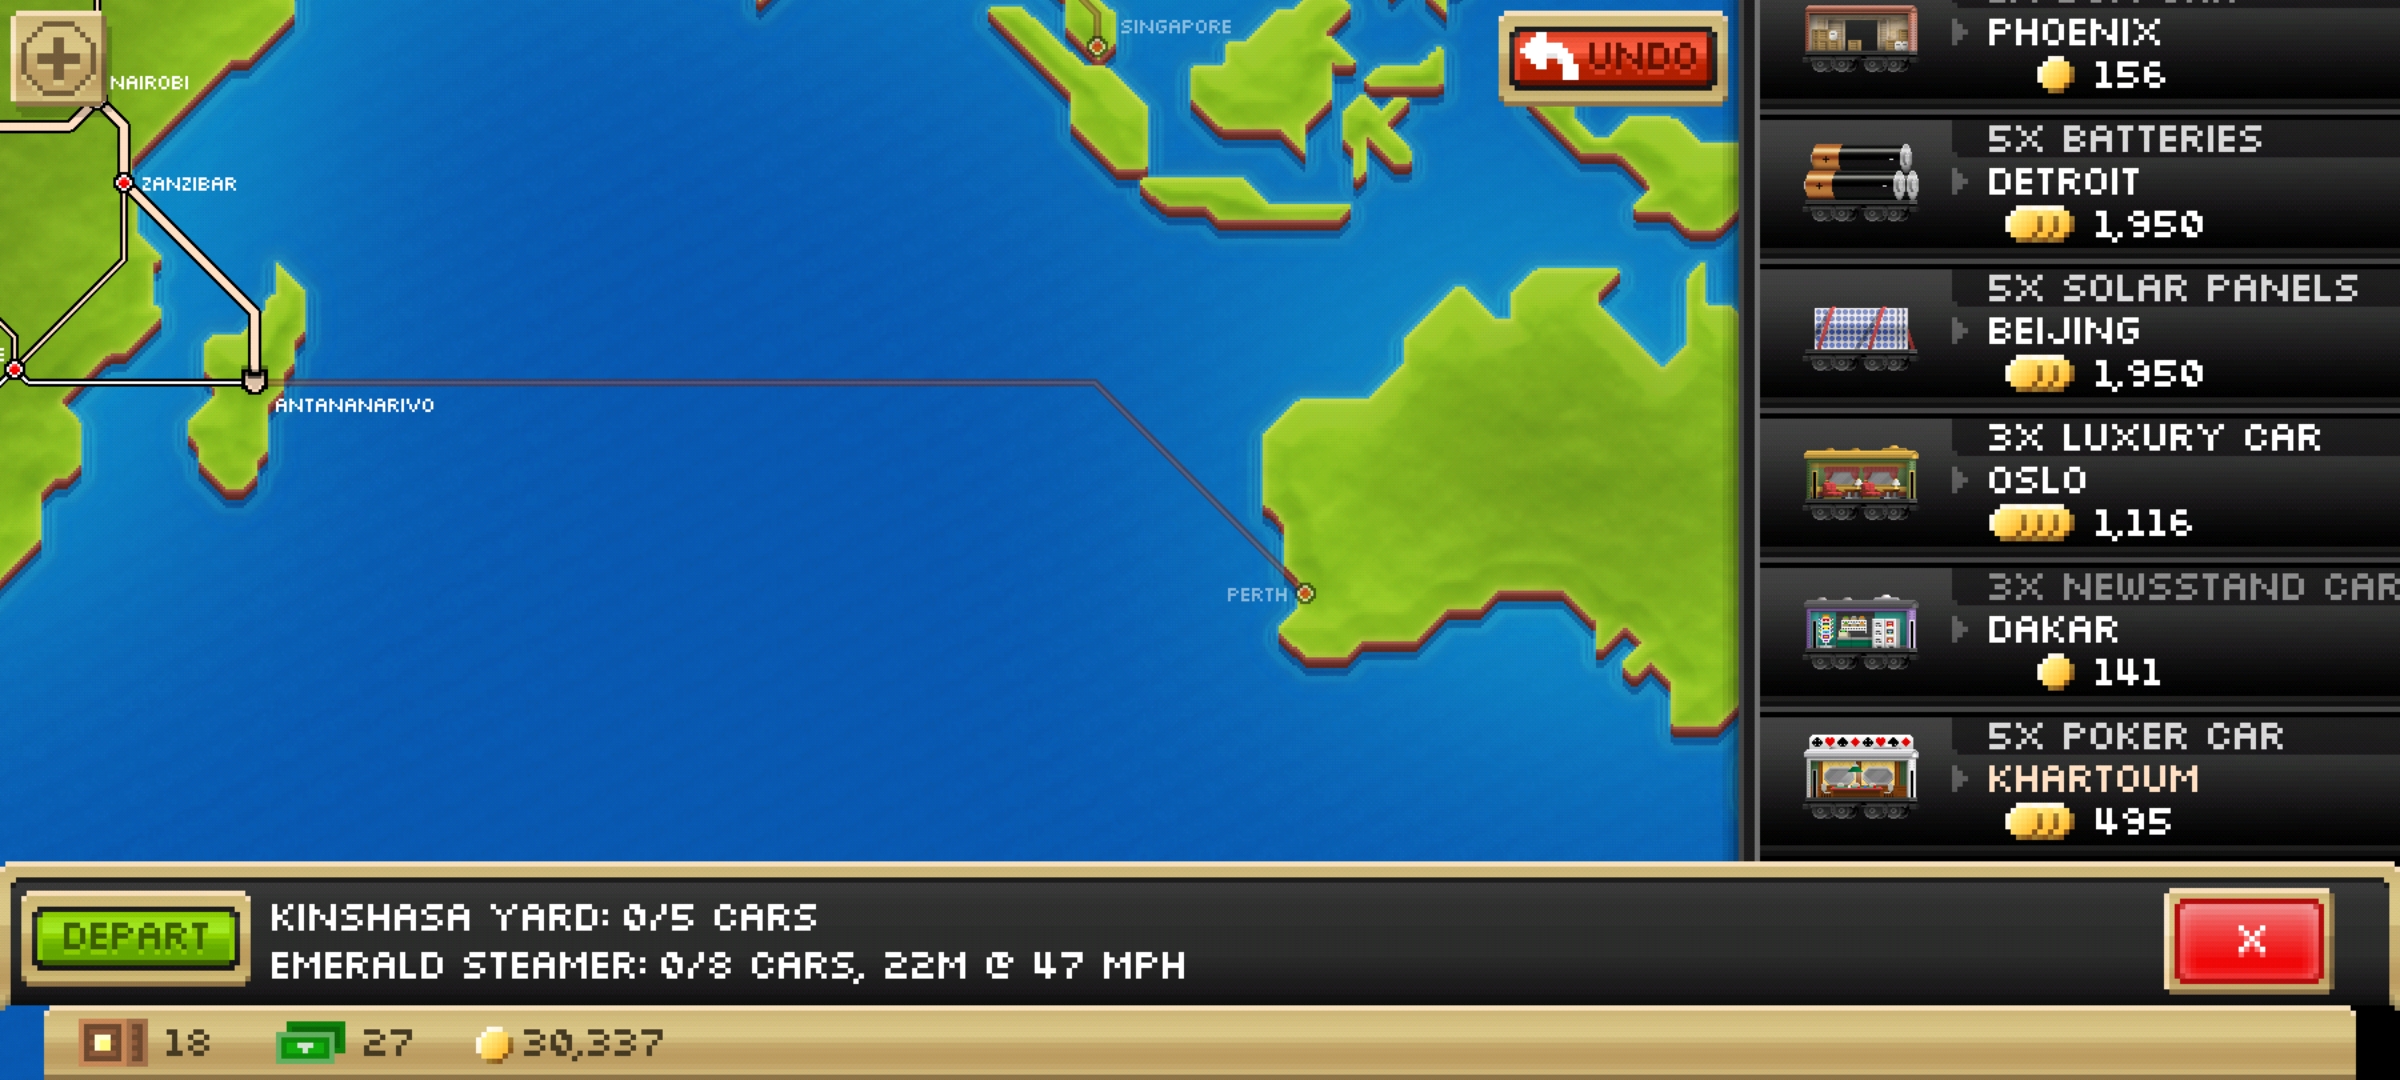 SINGAPORE
UNDO
NAIROBI
ZANZIBAR
ANTANANARIVO
PERTH
PHOENIX
156
5X BATTERIES
DETROIT
1,950
5X SOLAR PANELS
BEIJING
1,950
3X LUXURY CAR
OSLO
1,116
3X NEWSSTAND CAR
DAKAR
141
5X POKER CAR
KHARTOUM
495
DEPART
KINSHASA YARD: 0/5 CARS
EMERALD STEAMER: 0/8 CARS, 22M @ 47 MPH
X
18
27
30,337